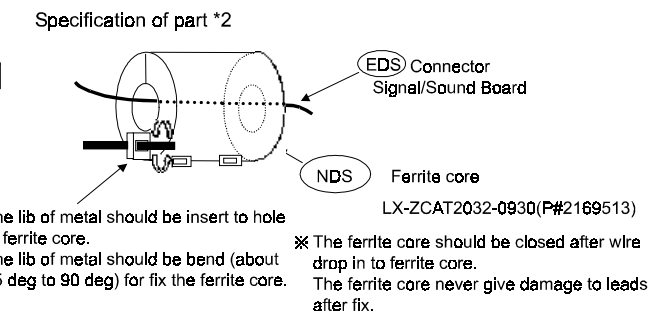 Specification of part *2
EDS Connector
Signal/Sound Board
NDS Ferrite core
LX-ZCAT2032-0930(P#2169513)
lib of metal should be insert to hole
ferrite core.
lib of metal should be bend (about
deg to 90 deg) for fix the ferrite core.
※ The ferrite core should be closed after wire
drop in to ferrite core.
The ferrite core never give damage to leads
after fix.